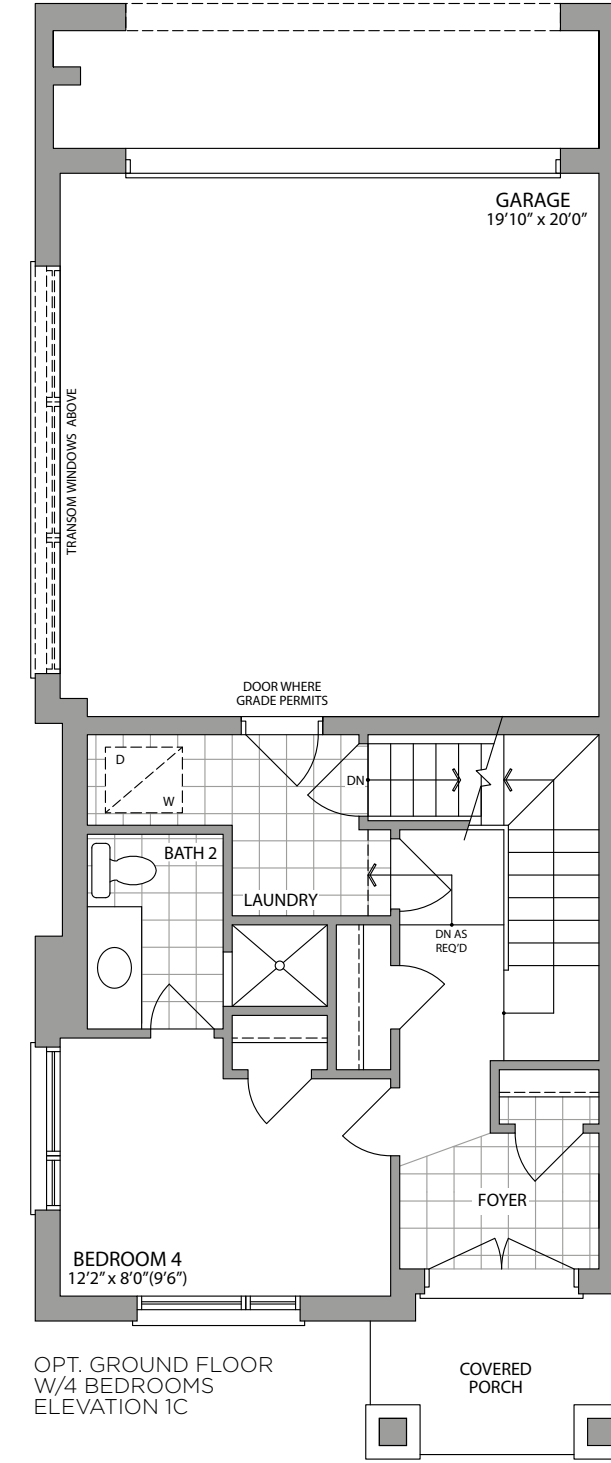 GARAGE
19'10" x 20'0"
TRANSOM WINDOWS ABOVE
DOOR WHERE
GRADE PERMITS
D
W
DN
BATH 2
LAUNDRY
DN AS
REQ'D
FOYER
BEDROOM 4
12'2" x 8'0"(9'6")
COVERED
PORCH
OPT. GROUND FLOOR
W/4 BEDROOMS
ELEVATION 1C